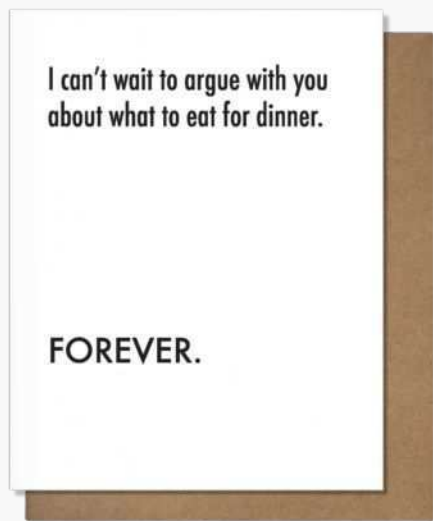 I can't wait to argue with you
about what to eat for dinner.
FOREVER.